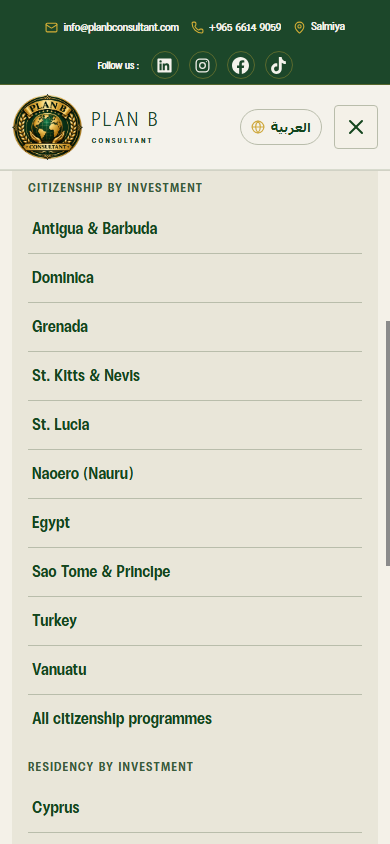 info@planbconsultant.com +965 6614 9059 Salmiya
Follow us :
PLAN B
CONSULTANT
PLAN B
CONSULTANT
العربية
CITIZENSHIP BY INVESTMENT
Antigua & Barbuda
Dominica
Grenada
St. Kitts & Nevis
St. Lucia
Naoero (Nauru)
Egypt
Sao Tome & Principe
Turkey
Vanuatu
All citizenship programmes
RESIDENCY BY INVESTMENT
Cyprus